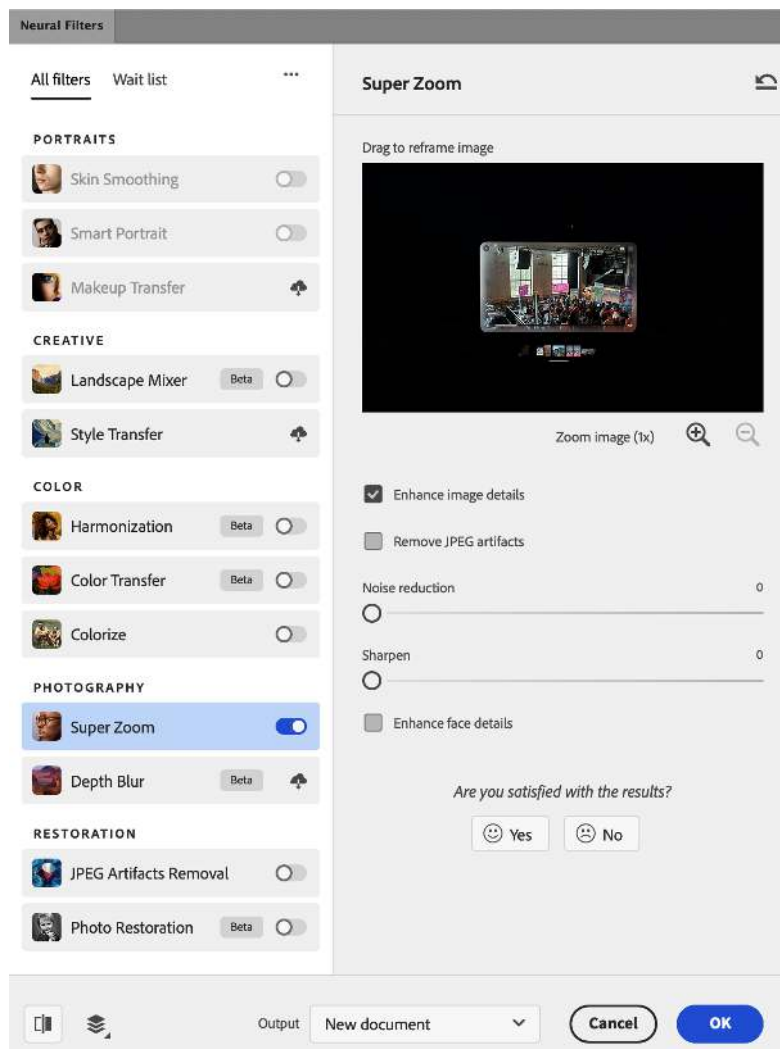 Neural Filters
All filters Wait list ...
PORTRAITS
Skin Smoothing
Smart Portrait
Makeup Transfer
CREATIVE
Landscape Mixer Beta
Style Transfer
COLOR
Harmonization Beta
Color Transfer Beta
Colorize
PHOTOGRAPHY
Super Zoom
Depth Blur Beta
RESTORATION
JPEG Artifacts Removal
Photo Restoration Beta
Super Zoom
Drag to reframe image
Zoom image (1x)
Enhance image details
Remove JPEG artifacts
Noise reduction 0
Sharpen 0
Enhance face details
Are you satisfied with the results?
Yes No
Output New document Cancel OK